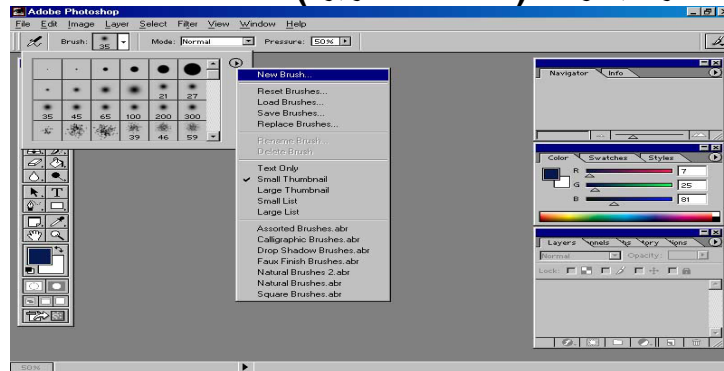 Adobe Photoshop
File Edit Image Layer Select Filter View Window Help
Brush: 35 Mode: Normal Pressure: 50%
21 27
35 45 65 100 200 300
39 46 59
New Brush...
Reset Brushes...
Load Brushes...
Save Brushes...
Replace Brushes...
Rename Brush...
Delete Brush
Text Only
Small Thumbnail
Large Thumbnail
Small List
Large List
Assorted Brushes.abr
Calligraphic Brushes.abr
Drop Shadow Brushes.abr
Faux Finish Brushes.abr
Natural Brushes 2.abr
Natural Brushes.abr
Square Brushes.abr
T
Navigator Info
Color Swatches Styles
R 7
G 25
B 81
Layers
Normal Opacity:
Lock:
50%